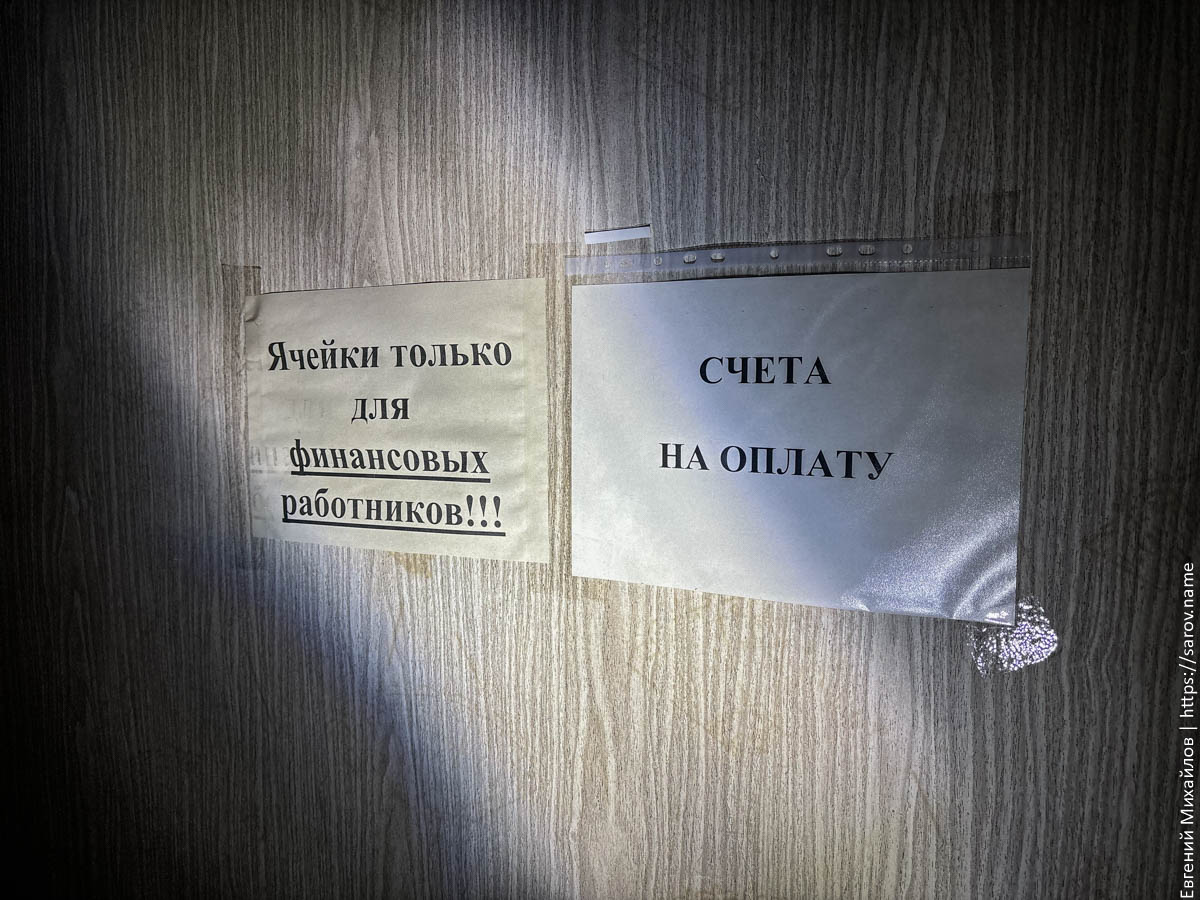 Ячейки только
для
финансовых
работников!!!
СЧЕТА
НА ОПЛАТУ
Евгений Михайлов | https://sarov.name